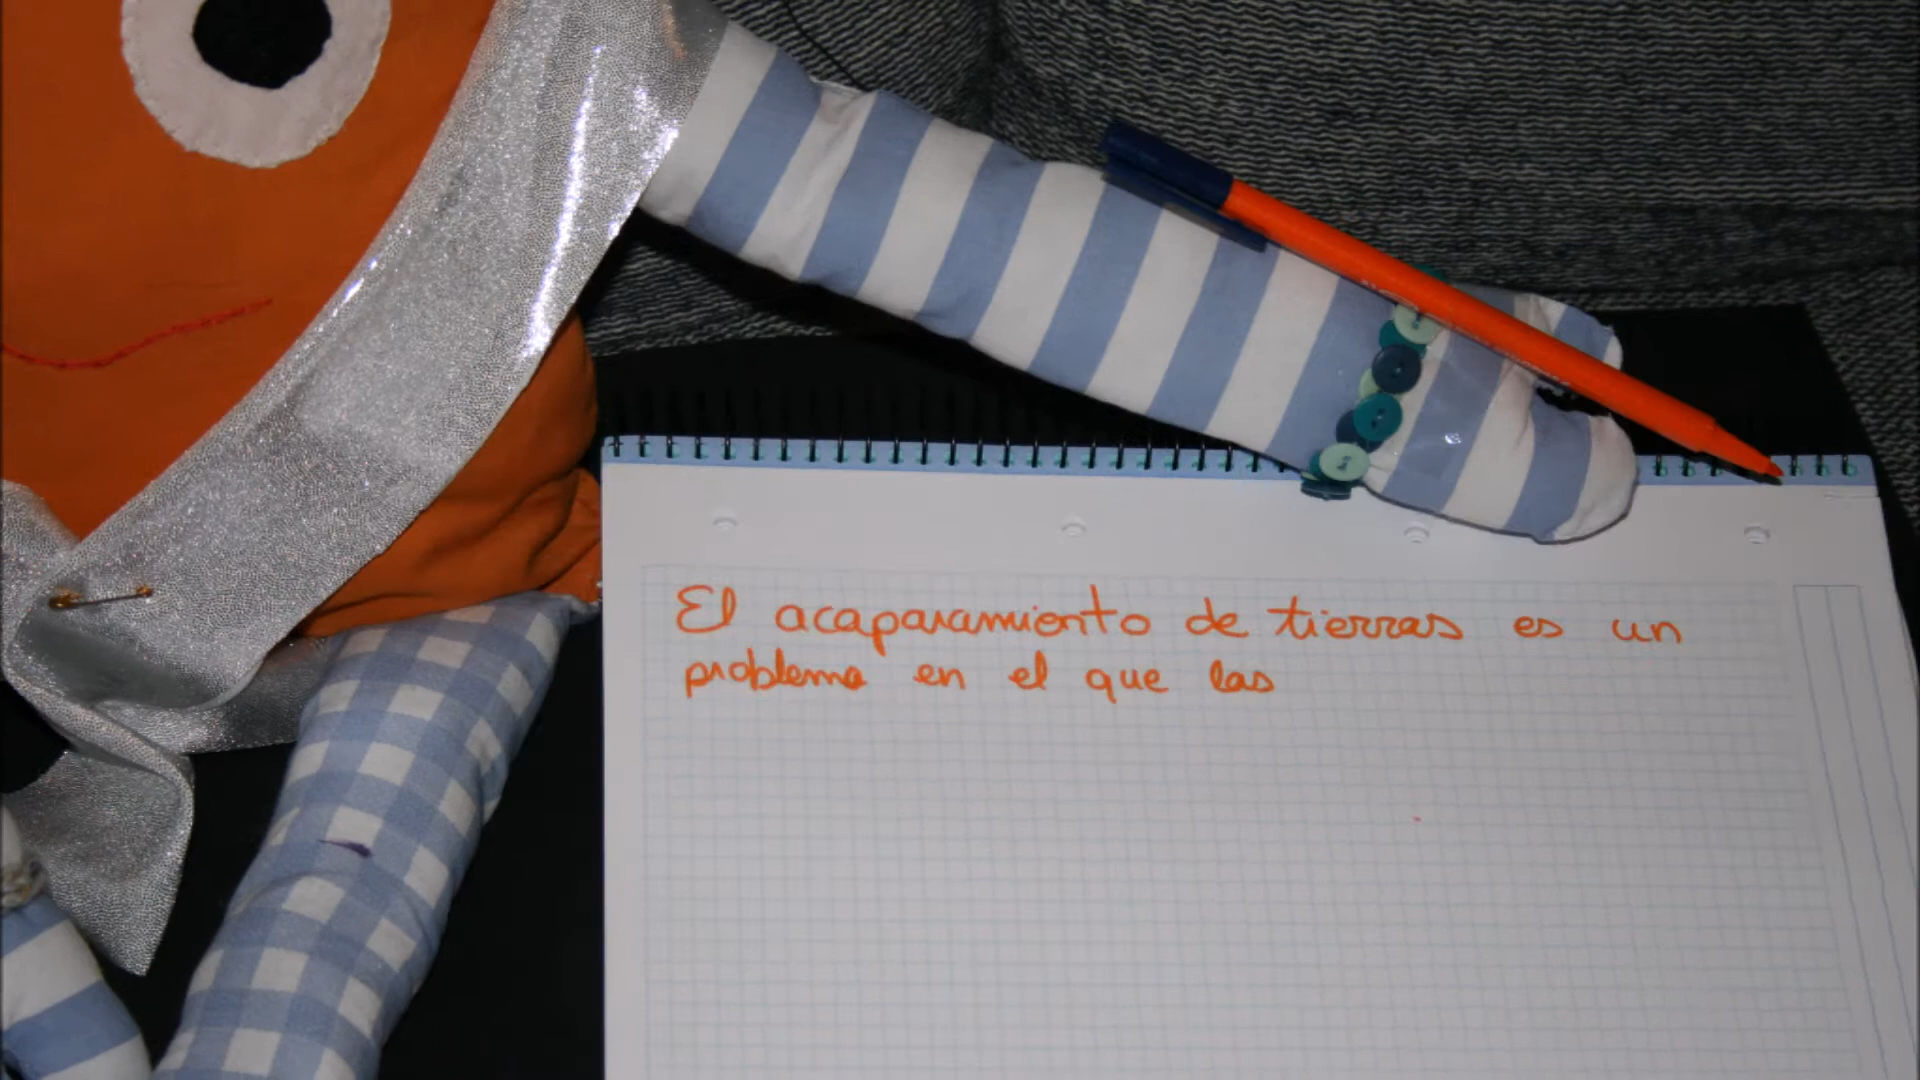 El acaparamiento de tierras es un
problema en el que las